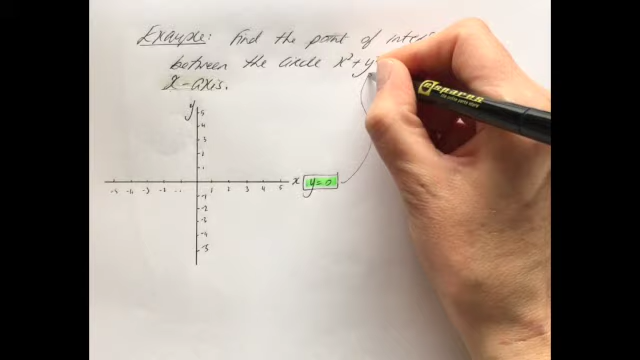 Example: Find the point of
between the circle x² + y
x-axis.
y
5
4
3
2
1
-5 -4 -3 -2 -1 1 2 3 4 5 x y=0
-1
-2
-3
-4
-5